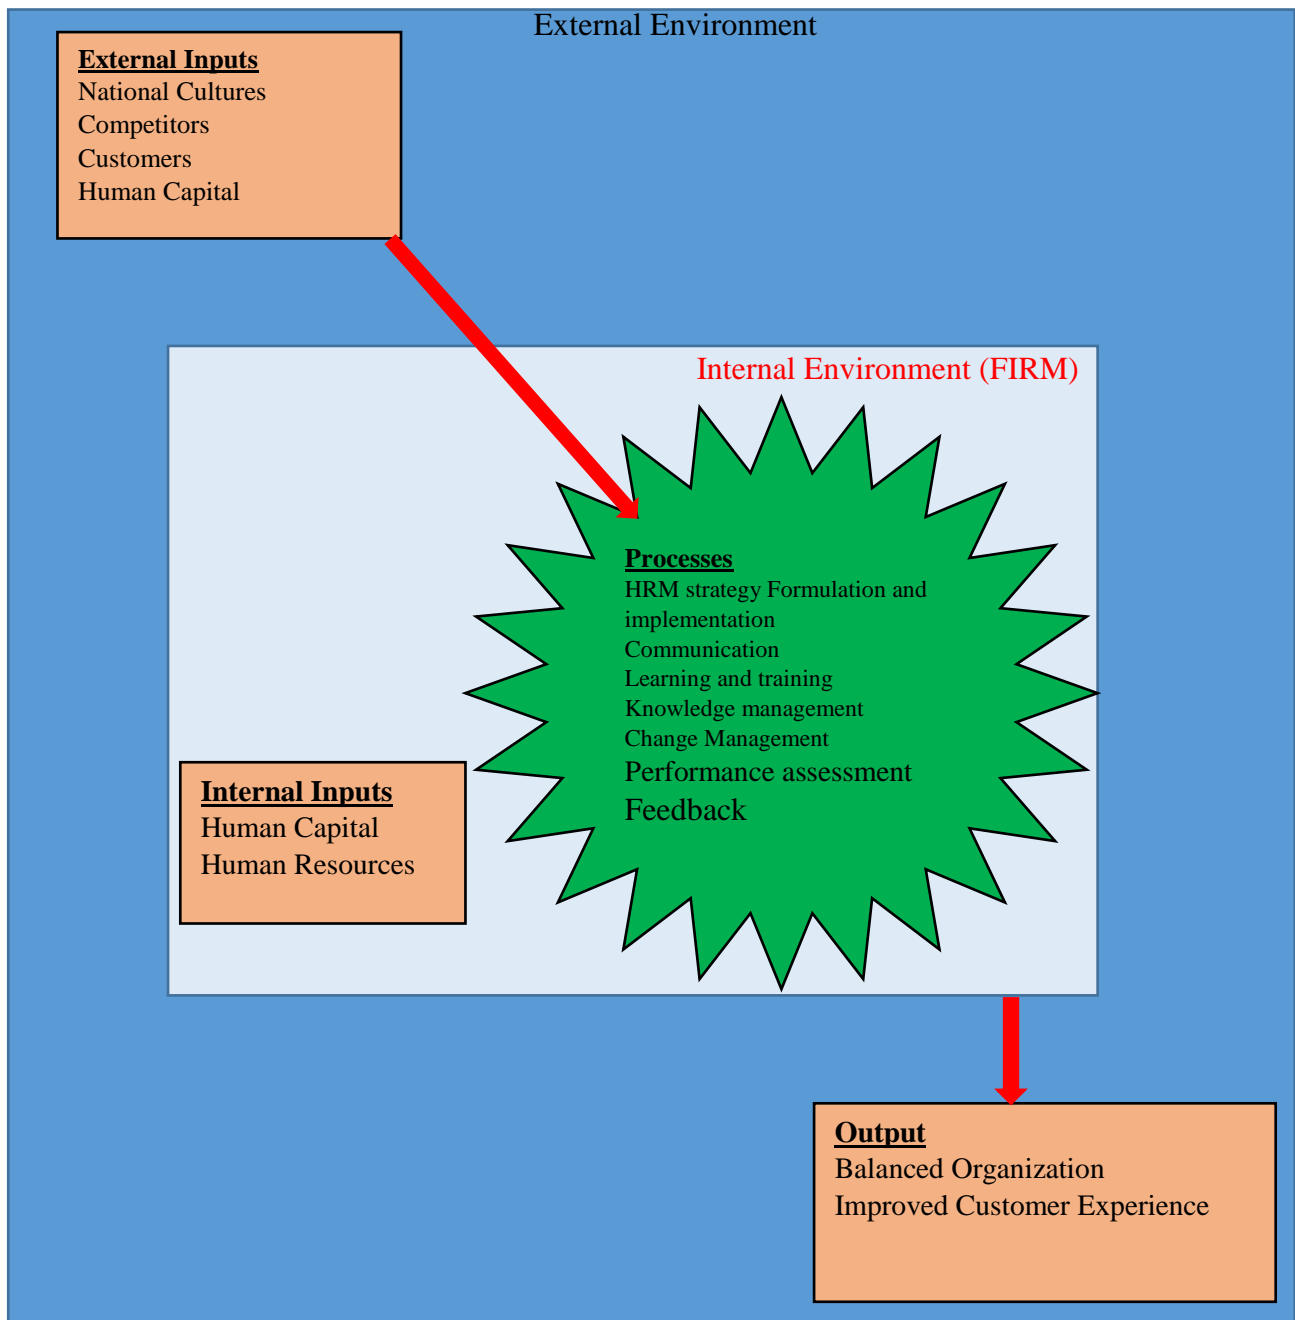 External Environment
External Inputs
National Cultures
Competitors
Customers
Human Capital
Internal Environment (FIRM)
Processes
HRM strategy Formulation and
implementation
Communication
Learning and training
Knowledge management
Change Management
Performance assessment
Feedback
Internal Inputs
Human Capital
Human Resources
Output
Balanced Organization
Improved Customer Experience